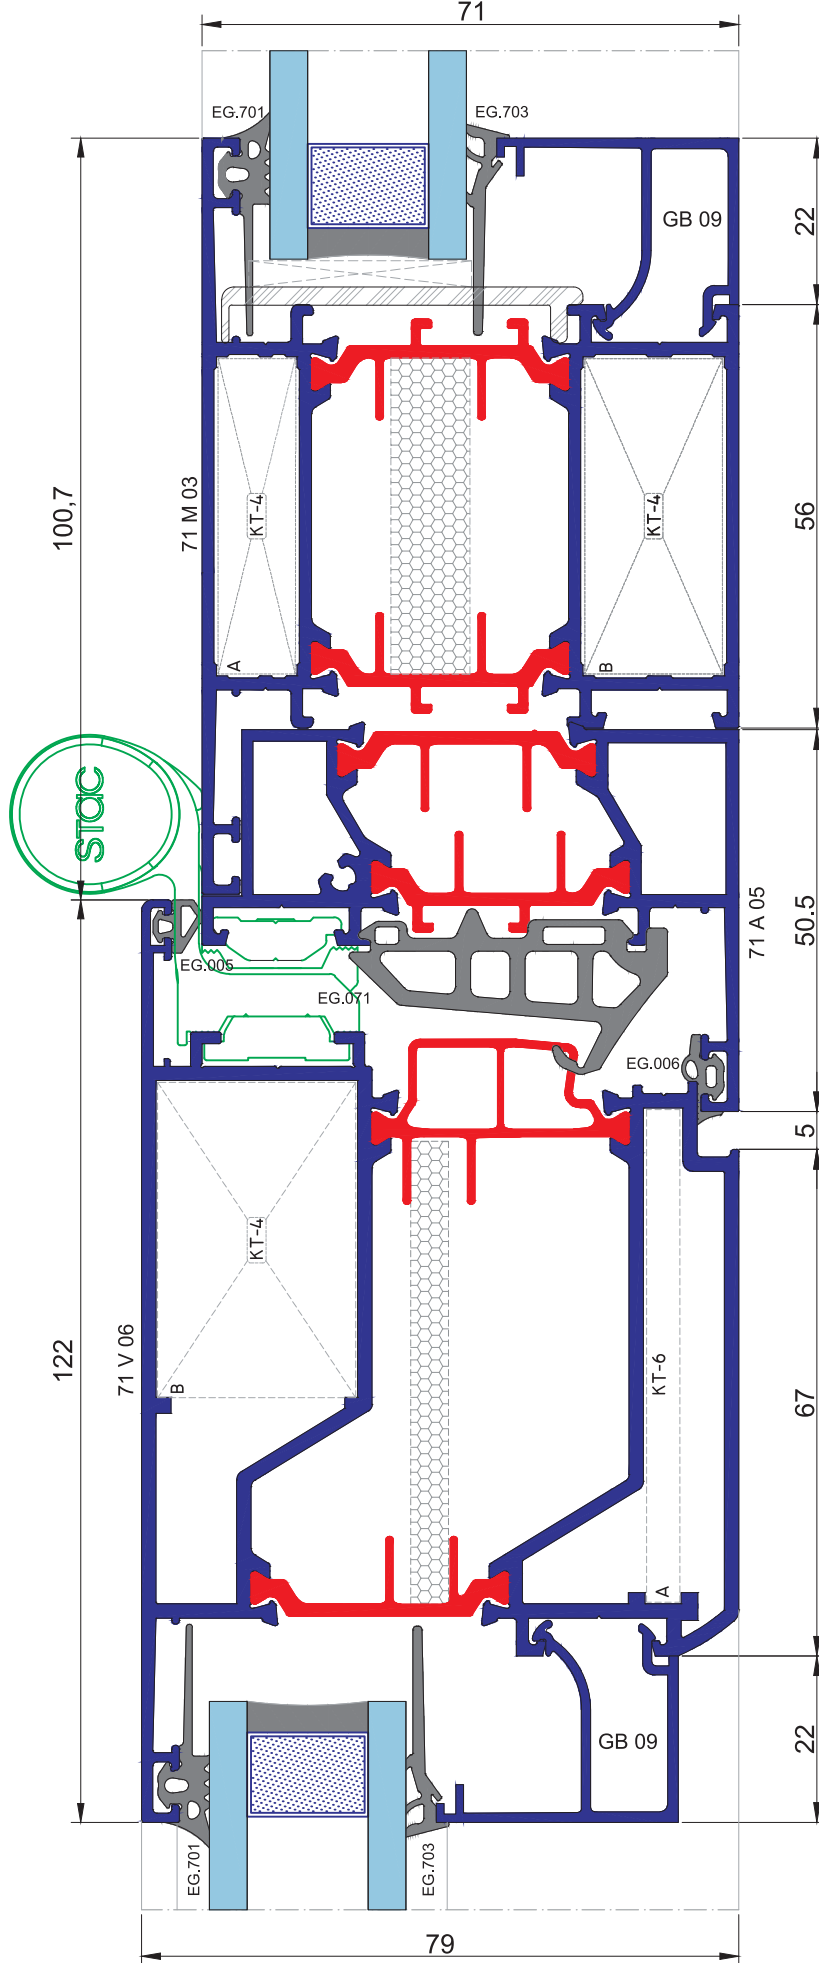 71
EG.701
EG.703
GB 09
22
100,7
71 M 03
KT-4
KT-4
56
A
B
STAC
EG.005
EG.071
71 A 05
50.5
EG.006
5
KT-4
122
71 V 06
B
KT-6
67
A
GB 09
22
EG.701
EG.703
79